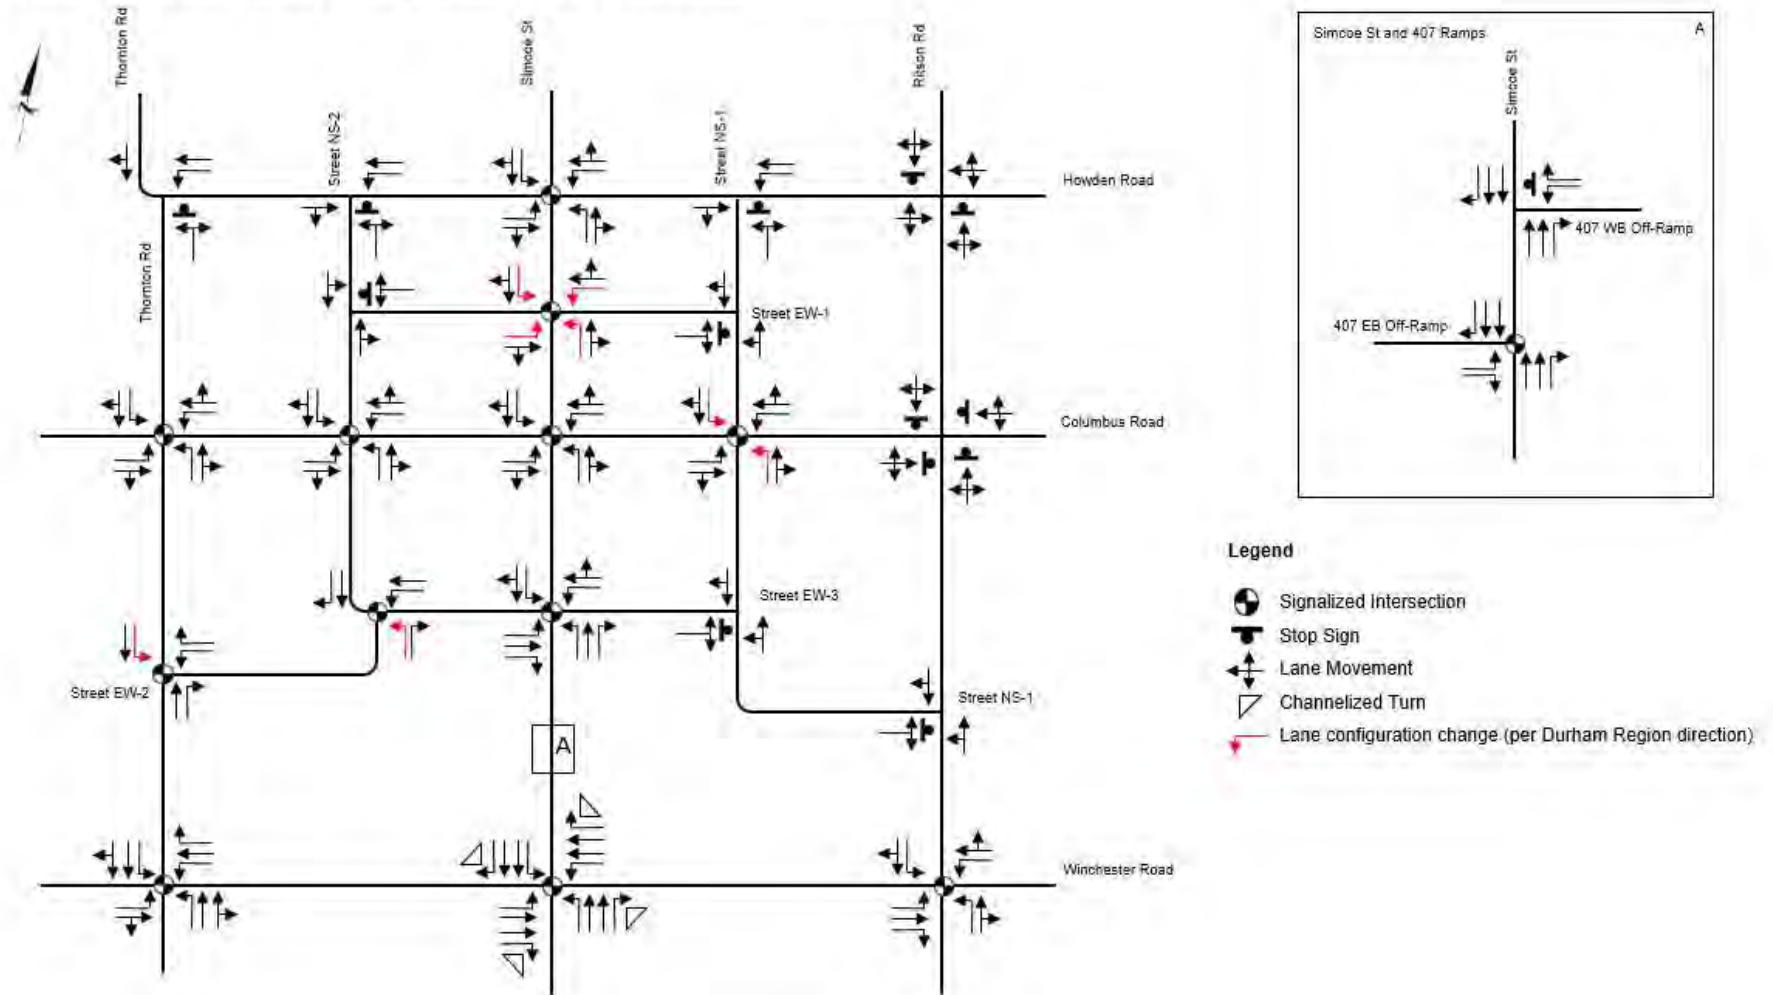 Thornton Rd
Simcoe St
Ritson Rd
Street NS-2
Street NS-1
Howden Road
Thornton Rd
Street EW-1
Columbus Road
Street EW-3
Street EW-2
Street NS-1
A
Winchester Road
Simcoe St and 407 Ramps
A
Simcoe St
407 WB Off-Ramp
407 EB Off-Ramp
Legend
Signalized Intersection
Stop Sign
Lane Movement
Channelized Turn
Lane configuration change (per Durham Region direction)